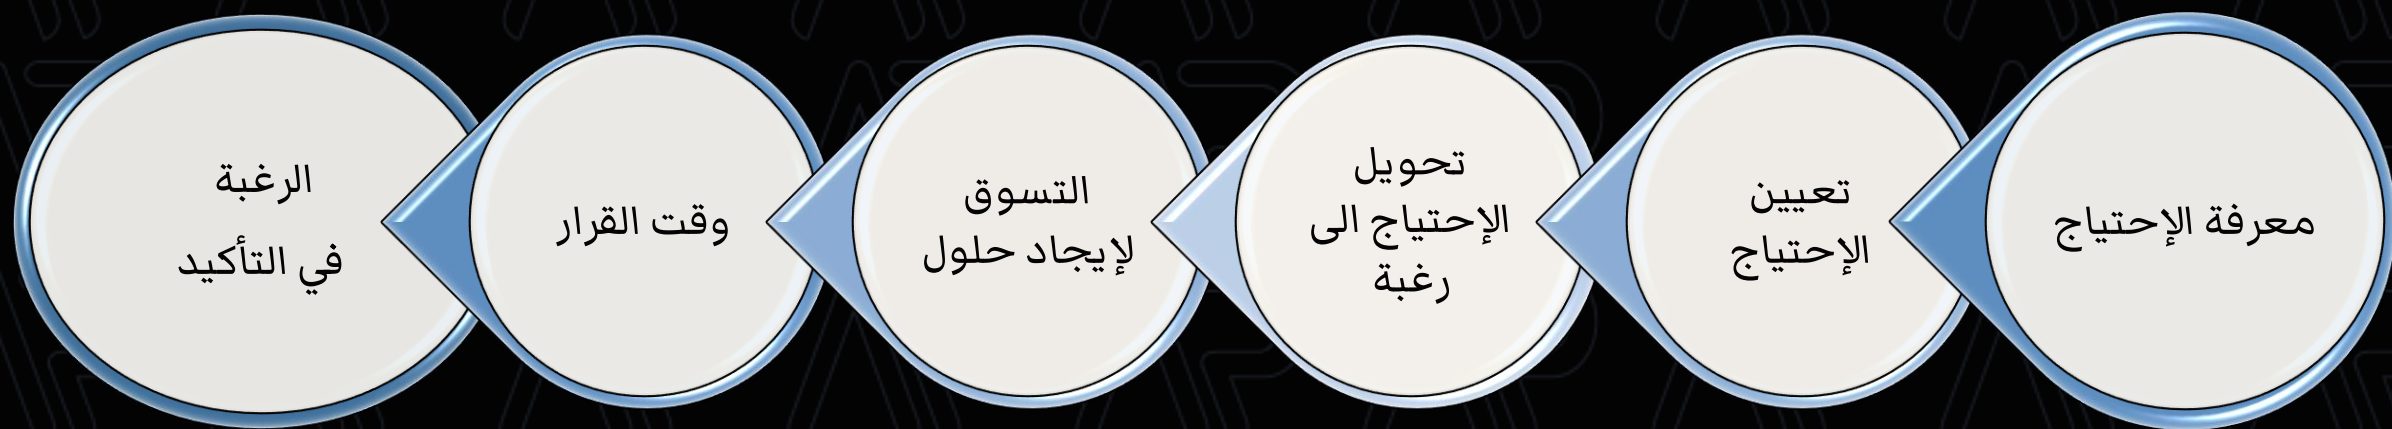 معرفة الإحتياج
تعيين
الإحتياج
تحويل
الإحتياج الى
رغبة
التسوق
لإيجاد حلول
وقت القرار
الرغبة
في التأكيد